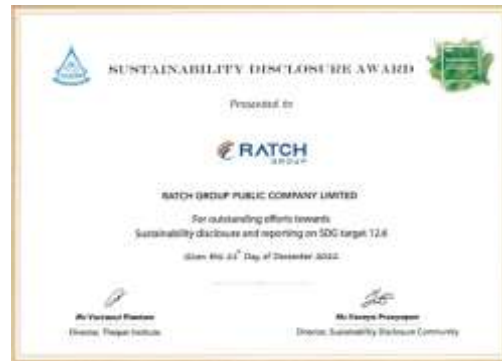 SUSTAINABILITY DISCLOSURE AWARD
Presented to
RATCH
GROUP
RATCH GROUP PUBLIC COMPANY LIMITED
For outstanding efforts towards
Sustainability disclosure and reporting on SDG target 12.6
Given this Day of December 2022
Director, Thaipat Institute
Director, Sustainability Disclosure Community